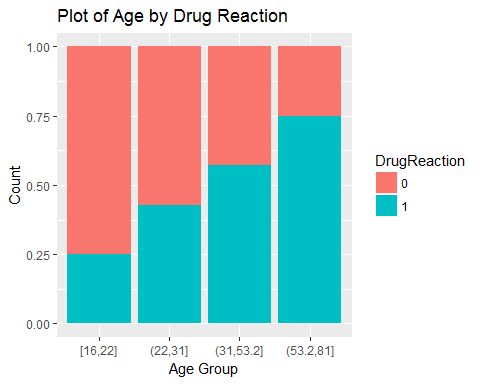 Plot of Age by Drug Reaction
1.00
0.75
0.50
0.25
0.00
Count
[16,22] (22,31] (31,53.2] (53.2,81]
Age Group
DrugReaction
0
1